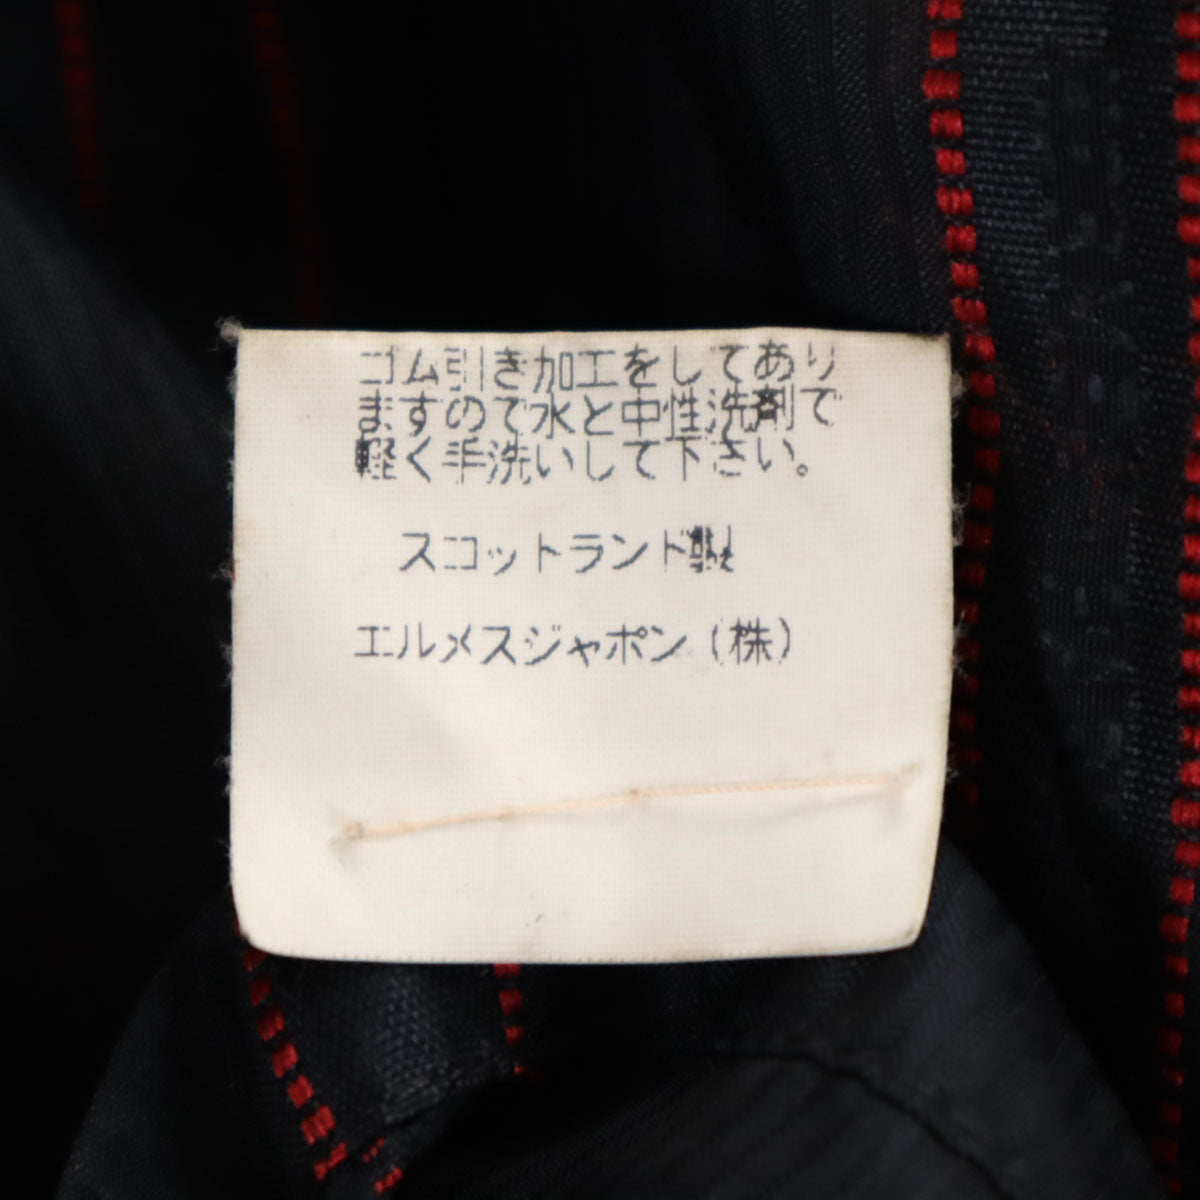 ゴム引き加工をしてあり
ますので水と中性洗剤で
軽く手洗いして下さい。
スコットランド製
エルメスジャポン(株)